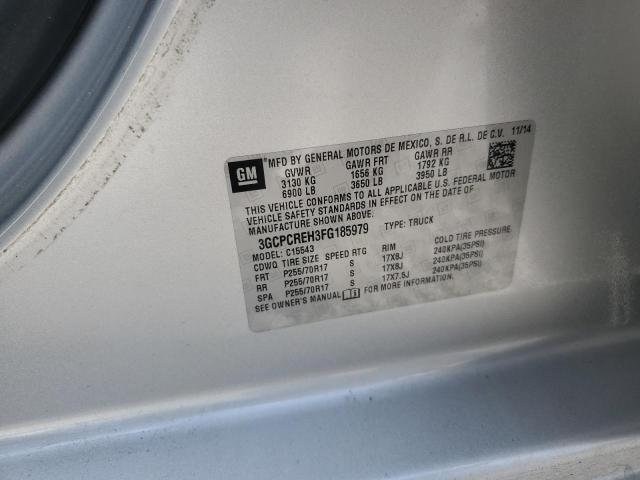 GM
MFD BY GENERAL MOTORS DE MEXICO, S. DE R.L. DE C.V. 11/14
GVWR GAWR FRT GAWR RR
3130 KG 1656 KG 1792 KG
6900 LB 3650 LB 3950 LB
THIS VEHICLE CONFORMS TO ALL APPLICABLE U.S. FEDERAL MOTOR
VEHICLE SAFETY STANDARDS IN EFFECT ON THE DATE OF
MANUFACTURE SHOWN ABOVE.
3GCPCREH3FG185979 TYPE: TRUCK
MODEL: C15543
CDWQ TIRE SIZE SPEED RTG RIM COLD TIRE PRESSURE
FRT P255/70R17 S 17X8J 240KPA(35PSI)
RR P255/70R17 S 17X8J 240KPA(35PSI)
SPA P255/70R17 S 17X7.5J 240KPA(35PSI)
SEE OWNER'S MANUAL FOR MORE INFORMATION.